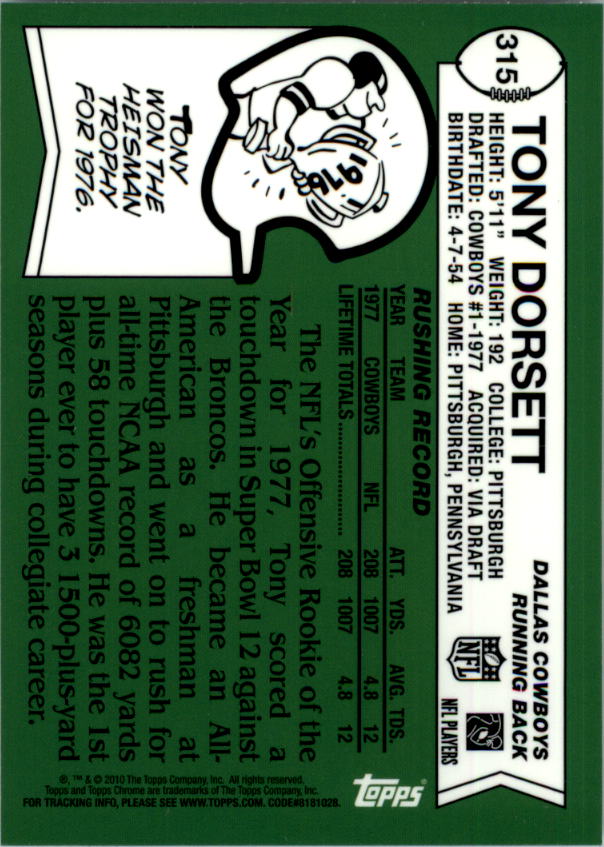 315
TONY DORSETT
DALLAS COWBOYS
RUNNING BACK
HEIGHT: 5'11" WEIGHT: 192 COLLEGE: PITTSBURGH
DRAFTED: COWBOYS #1-1977 ACQUIRED: VIA DRAFT
BIRTHDATE: 4-7-54 HOME: PITTSBURGH, PENNSYLVANIA
NFL
NFL PLAYERS
1976
TONY
WON THE
HEISMAN
TROPHY
FOR 1976.
RUSHING RECORD
YEAR TEAM ATT. YDS. AVG. TDS.
1977 COWBOYS NFL 208 1007 4.8 12
LIFETIME TOTALS................................ 208 1007 4.8 12
The NFL's Offensive Rookie of the
Year for 1977, Tony scored a
touchdown in Super Bowl 12 against
the Broncos. He became an All-
American as a freshman at
Pittsburgh and went on to rush for
all-time NCAA record of 6082 yards
plus 58 touchdowns. He was the 1st
player ever to have 3 1500-plus-yard
seasons during collegiate career.
topps®
®, ™ & © 2010 The Topps Company, Inc. All rights reserved.
Topps and Topps Chrome are trademarks of The Topps Company, Inc.
FOR TRACKING INFO, PLEASE SEE WWW.TOPPS.COM. CODE#8181028.